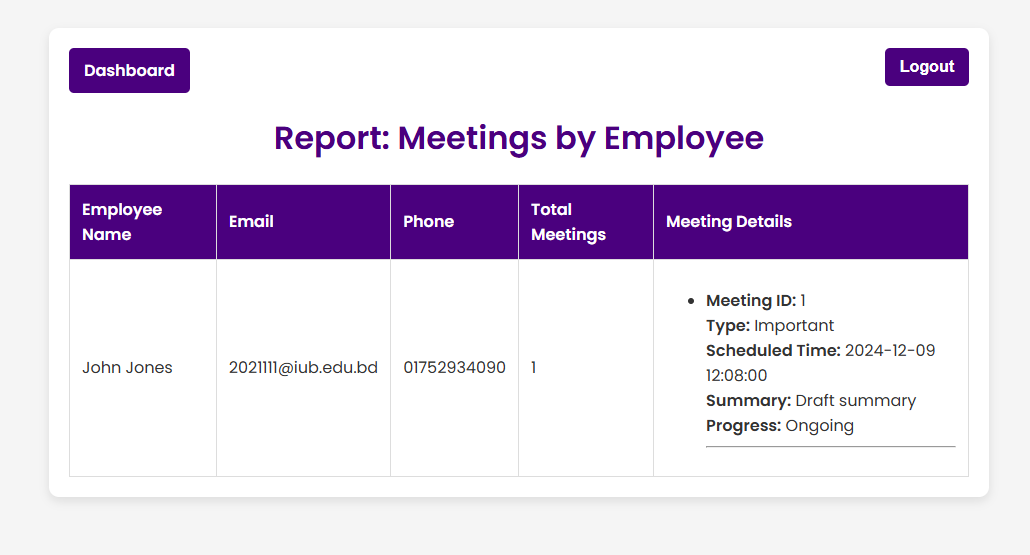 Dashboard
Logout
Report: Meetings by Employee
Employee
Name
Email
Phone
Total
Meetings
Meeting Details
John Jones
2021111@iub.edu.bd
01752934090
1
• Meeting ID: 1
Type: Important
Scheduled Time: 2024-12-09
12:08:00
Summary: Draft summary
Progress: Ongoing